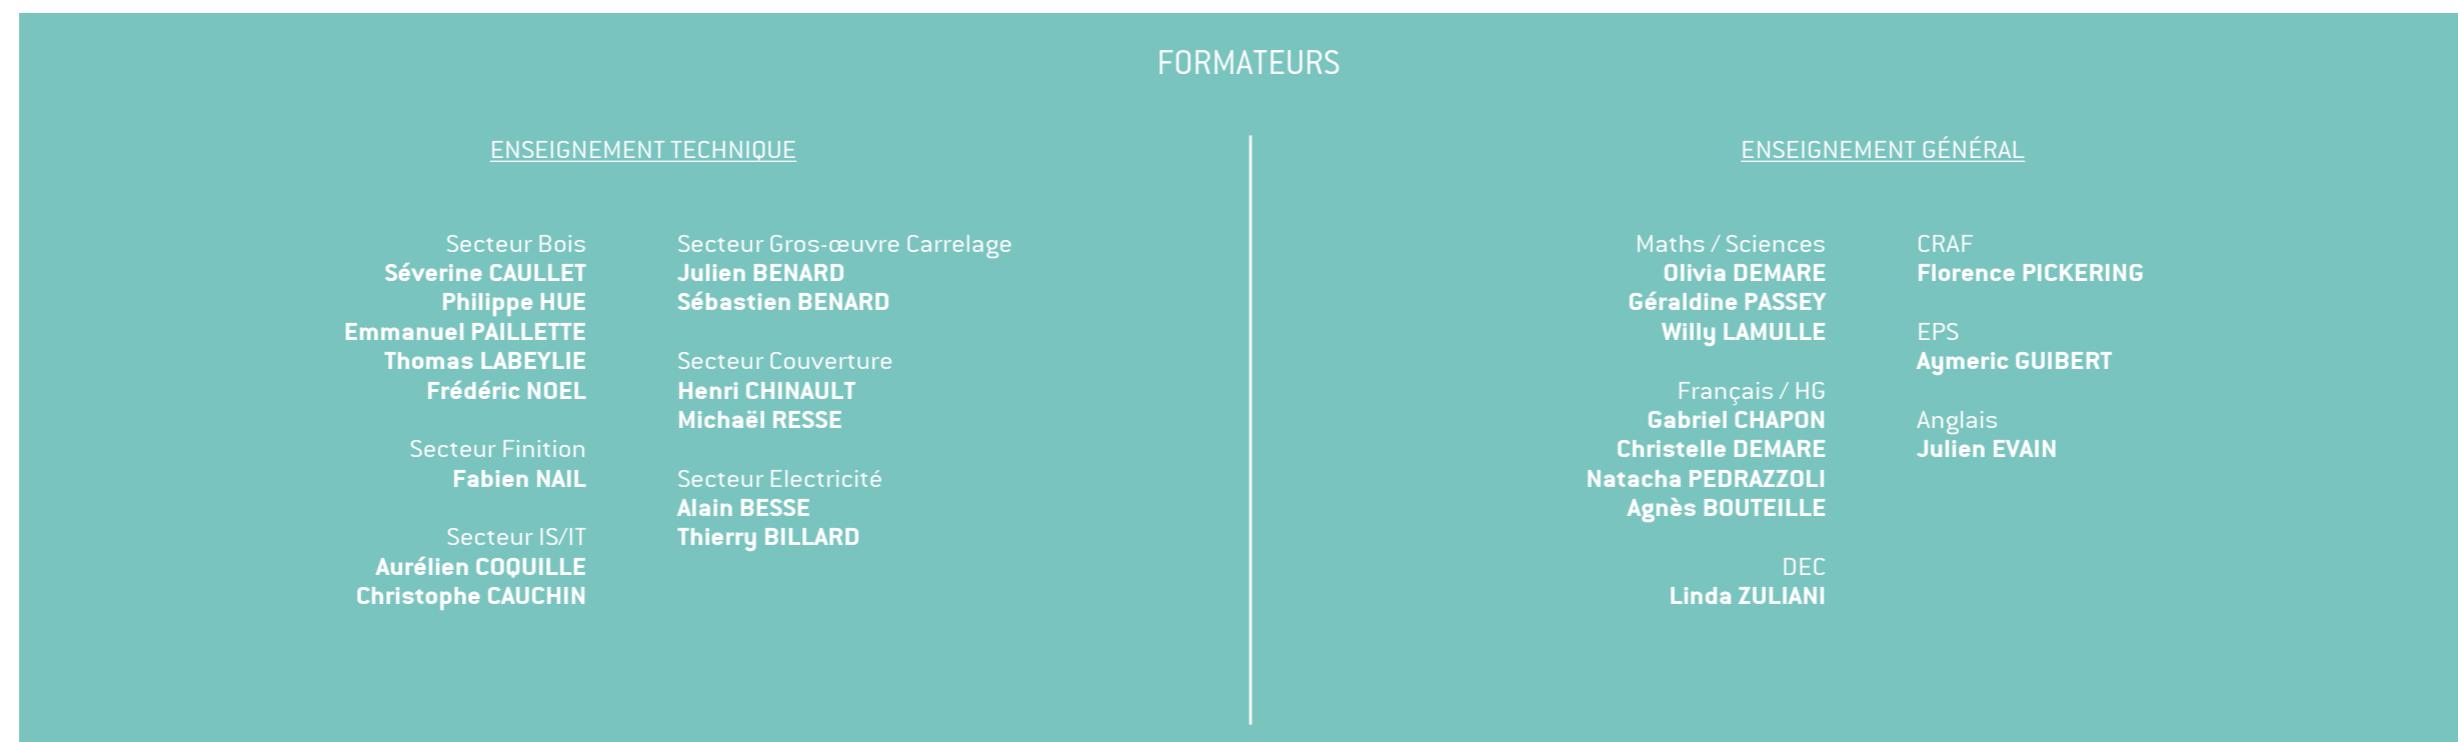 FORMATEURS
ENSEIGNEMENT TECHNIQUE
Secteur Bois
Séverine CAULLET
Philippe HUE
Emmanuel PAILLETTE
Thomas LABEYLIE
Frédéric NOEL
Secteur Finition
Fabien NAIL
Secteur IS/IT
Aurélien COQUILLE
Christophe CAUCHIN
Secteur Gros-œuvre Carrelage
Julien BENARD
Sébastien BENARD
Secteur Couverture
Henri CHINAULT
Michaël RESSE
Secteur Electricité
Alain BESSE
Thierry BILLARD
ENSEIGNEMENT GÉNÉRAL
Maths / Sciences
Olivia DEMARE
Géraldine PASSEY
Willy LAMULLE
Français / HG
Gabriel CHAPON
Christelle DEMARE
Natacha PEDRAZZOLI
Agnès BOUTEILLE
DEC
Linda ZULIANI
CRAF
Florence PICKERING
EPS
Aymeric GUIBERT
Anglais
Julien EVAIN